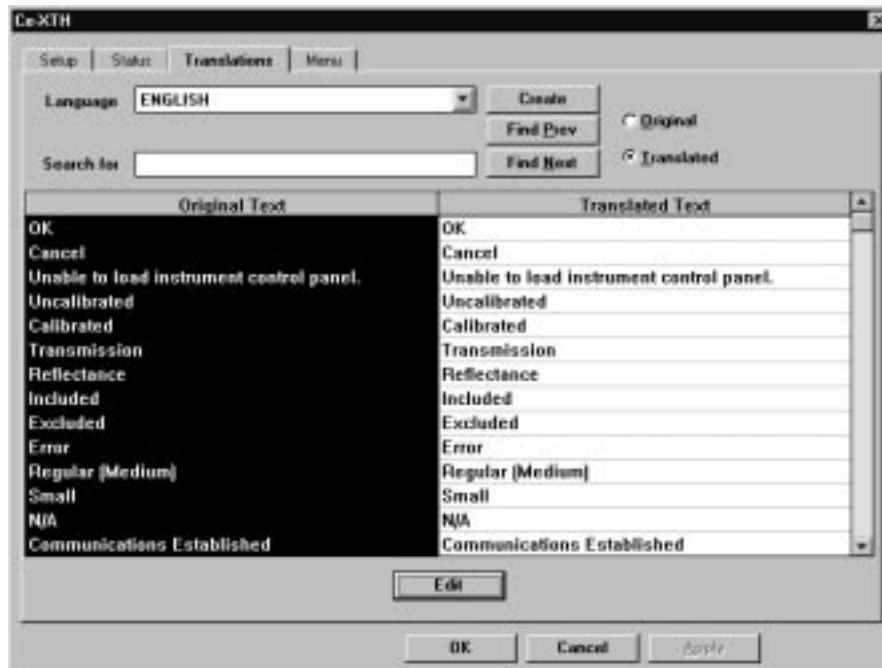 Ce-XTH
Setup Status Translations Menu
Language ENGLISH Create
Find Prev Original
Search for Find Next Translated
Original Text Translated Text
OK OK
Cancel Cancel
Unable to load instrument control panel. Unable to load instrument control panel.
Uncalibrated Uncalibrated
Calibrated Calibrated
Transmission Transmission
Reflectance Reflectance
Included Included
Excluded Excluded
Error Error
Regular (Medium) Regular (Medium)
Small Small
N/A N/A
Communications Established Communications Established
Edit
OK Cancel Apply